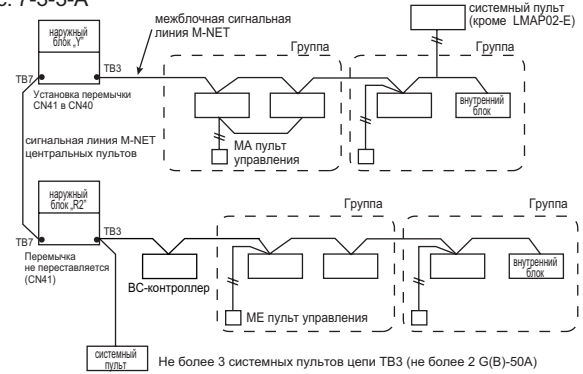 с. 7-5-5-A
наружный
блок „Y"
TB7
TB3
межблочная сигнальная
линия M-NET
системный пульт
(кроме LMAP02-E)
Группа
Группа
Установка перемычки
CN41 в CN40
внутренний
блок
MA пульт
управления
сигнальная линия M-NET
центральных пультов
наружный
блок „R2"
TB7
TB3
Группа
Группа
Перемычка
не переставляется
(CN41)
BC-контроллер
внутренний
блок
ME пульт управления
системный
пульт
Не более 3 системных пультов цепи TB3 (не более 2 G(B)-50A)